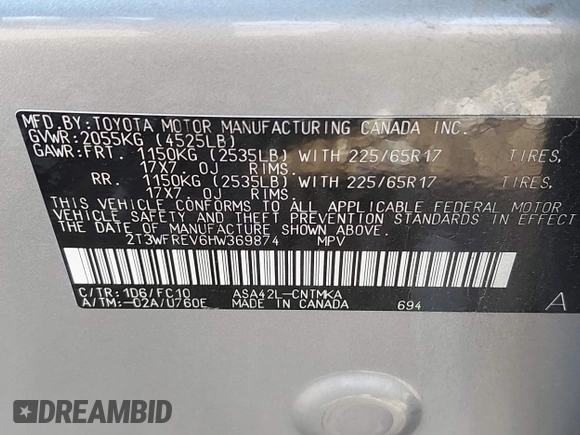 MFD.BY:TOYOTA MOTOR MANUFACTURING CANADA INC.
GVWR:2055KG (4525LB)
GAWR:FRT. 1150KG (2535LB) WITH 225/65R17 TIRES,
17X7 0J RIMS.
RR. 1150KG (2535LB) WITH 225/65R17 TIRES,
17X7 0J RIMS.
THIS VEHICLE CONFORMS TO ALL APPLICABLE FEDERAL MOTOR
VEHICLE SAFETY AND THEFT PREVENTION STANDARDS IN EFFECT
ON THE DATE OF MANUFACTURE SHOWN ABOVE.
2T3WFREV6HW369874 MPV
C/TR:1D6/FC10 ASA42L-CNTMKA
A/TM:-02A/U760E MADE IN CANADA 694 A
DREAMBID